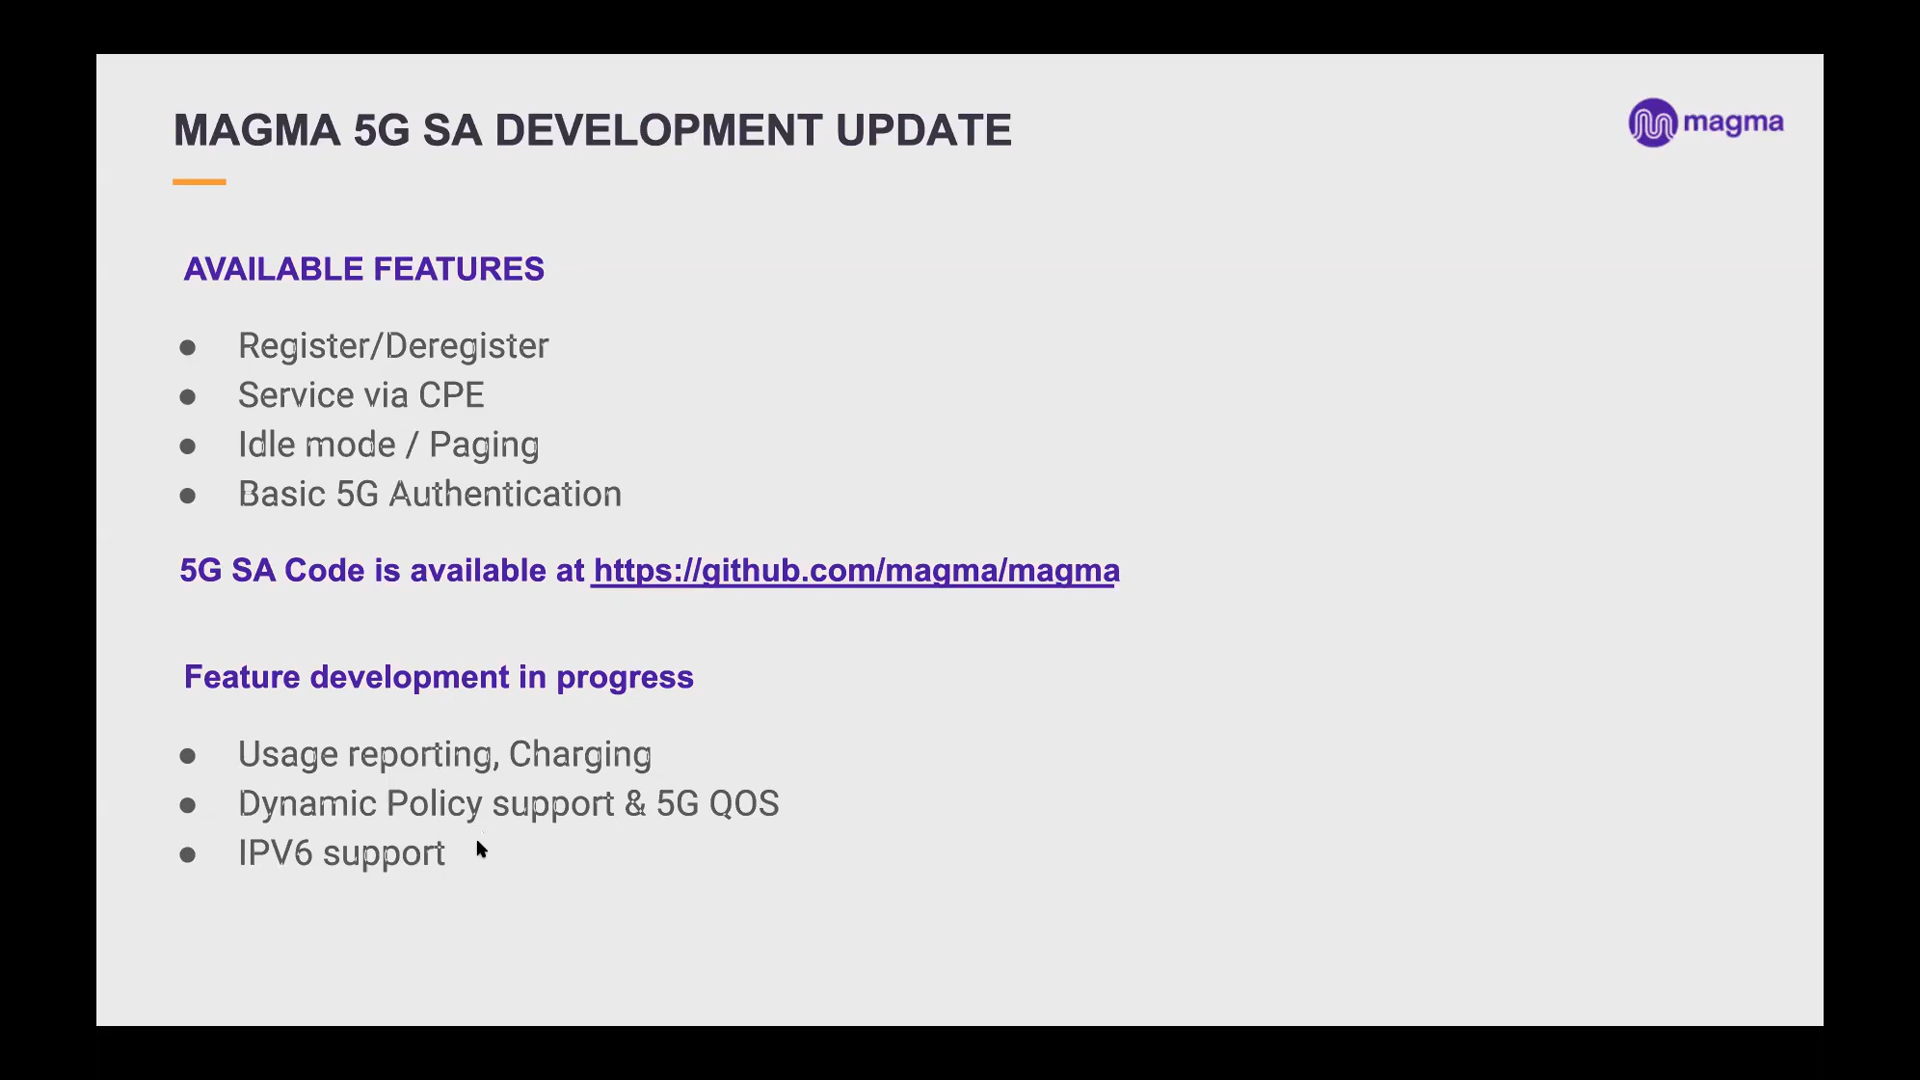 MAGMA 5G SA DEVELOPMENT UPDATE
magma
AVAILABLE FEATURES
● Register/Deregister
● Service via CPE
● Idle mode / Paging
● Basic 5G Authentication
5G SA Code is available at https://github.com/magma/magma
Feature development in progress
● Usage reporting, Charging
● Dynamic Policy support & 5G QOS
● IPV6 support